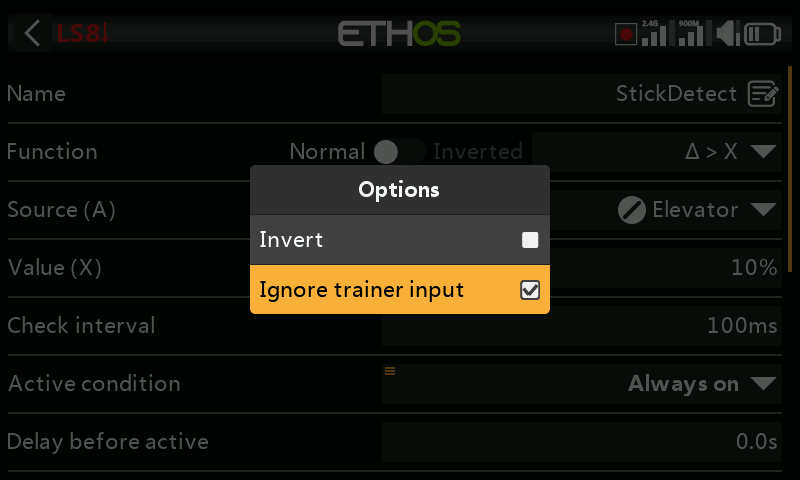 LS8
ETHOS
2.4G
900M
Name
StickDetect
Function
Normal
Inverted
Δ > X
Options
Source (A)
Elevator
Invert
Value (X)
10%
Ignore trainer input
Check interval
100ms
Active condition
Always on
Delay before active
0.0s